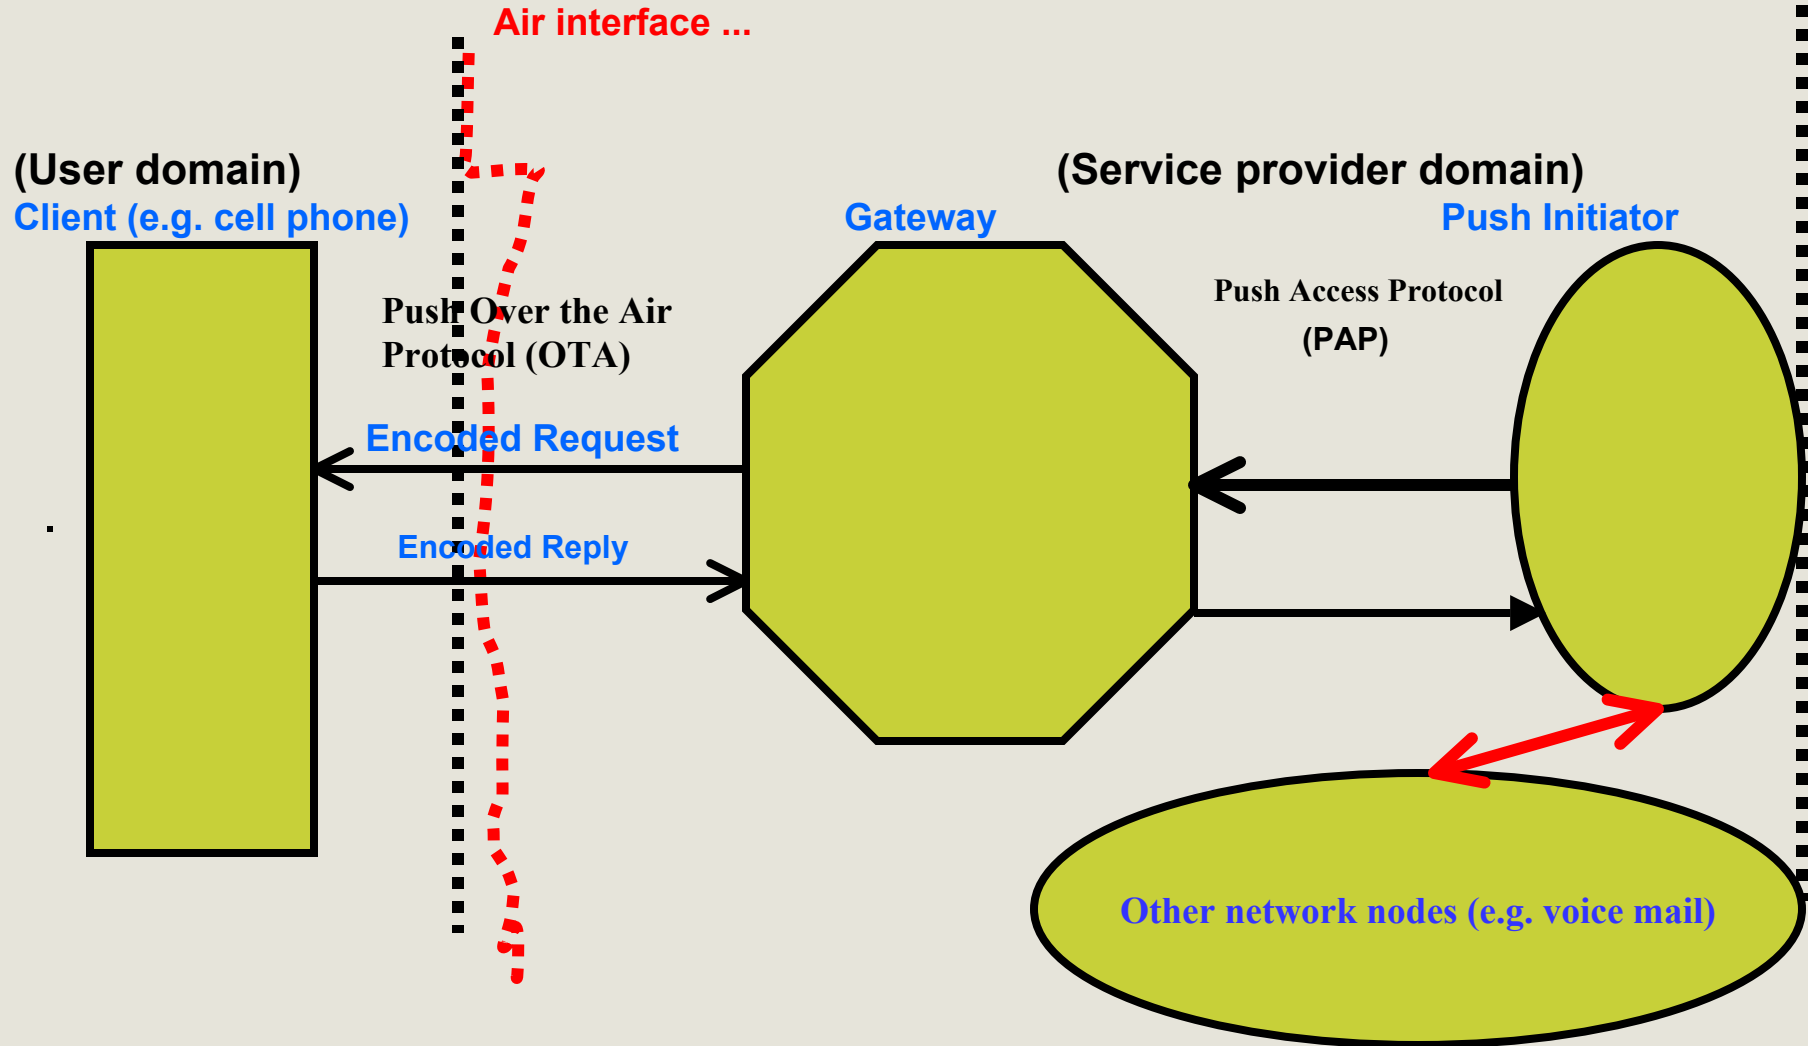 Air interface ...
(User domain)
(Service provider domain)
Client (e.g. cell phone)
Gateway
Push Initiator
Push Over the Air
Protocol (OTA)
Push Access Protocol
(PAP)
Encoded Request
Encoded Reply
Other network nodes (e.g. voice mail)